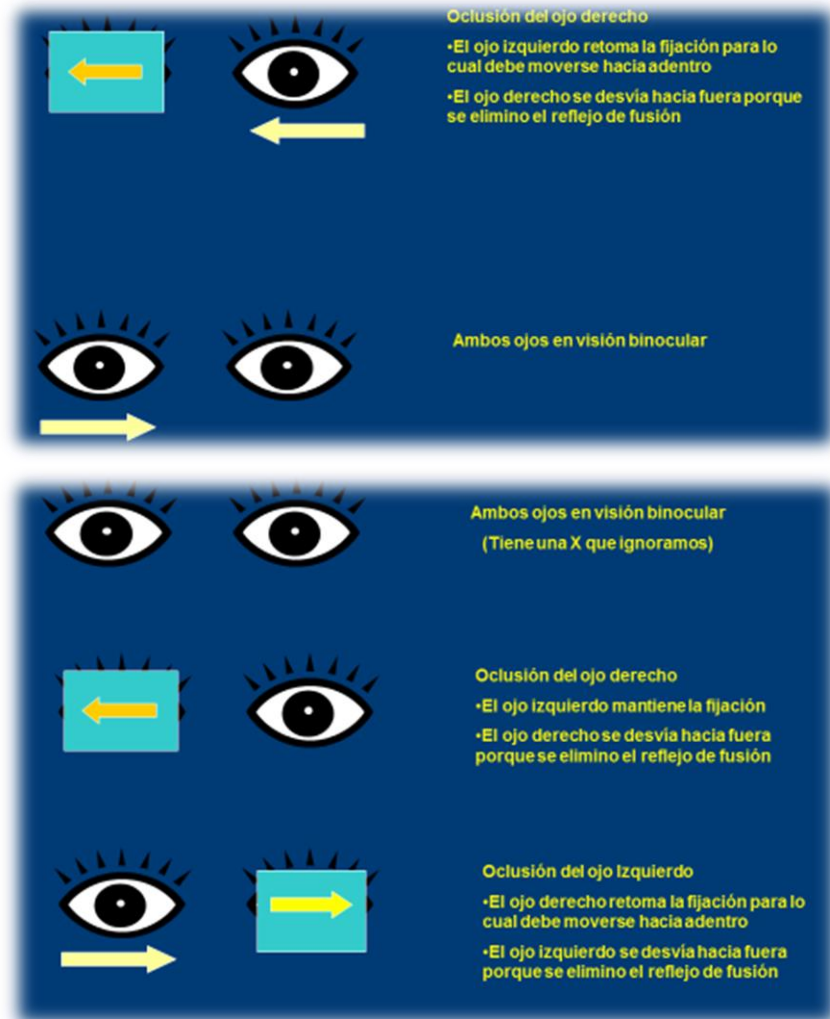 Oclusión del ojo derecho
•El ojo izquierdo retoma la fijación para lo
cual debe moverse hacia adentro
•El ojo derecho se desvía hacia fuera porque
se elimino el reflejo de fusión
Ambos ojos en visión binocular
Ambos ojos en visión binocular
(Tiene una X que ignoramos)
Oclusión del ojo derecho
•El ojo izquierdo mantiene la fijación
•El ojo derecho se desvía hacia fuera
porque se elimino el reflejo de fusión
Oclusión del ojo Izquierdo
•El ojo derecho retoma la fijación para lo
cual debe moverse hacia adentro
•El ojo izquierdo se desvía hacia fuera
porque se elimino el reflejo de fusión